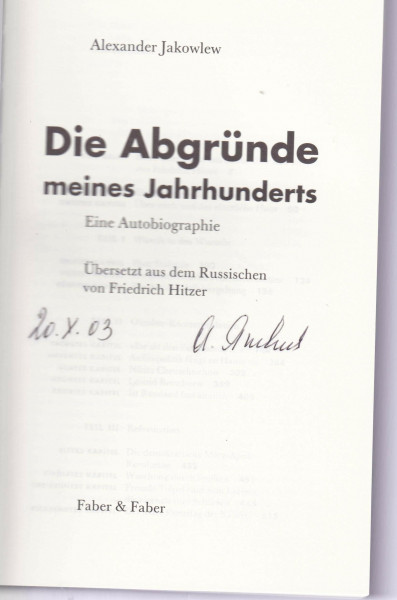 Alexander Jakowlew
Die Abgründe
meines Jahrhunderts
Eine Autobiographie
Übersetzt aus dem Russischen
von Friedrich Hitzer
20.X.03
Faber & Faber